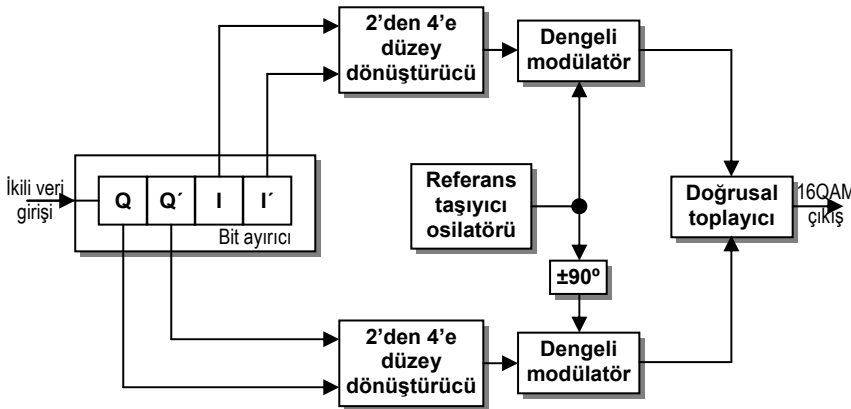 2'den 4'e
düzey
dönüştürücü
Dengeli
modülatör
İkili veri
girişi
Q Q´ I I´
Bit ayırıcı
Referans
taşıyıcı
osilatörü
±90º
Doğrusal
toplayıcı
16QAM
çıkış
2'den 4'e
düzey
dönüştürücü
Dengeli
modülatör